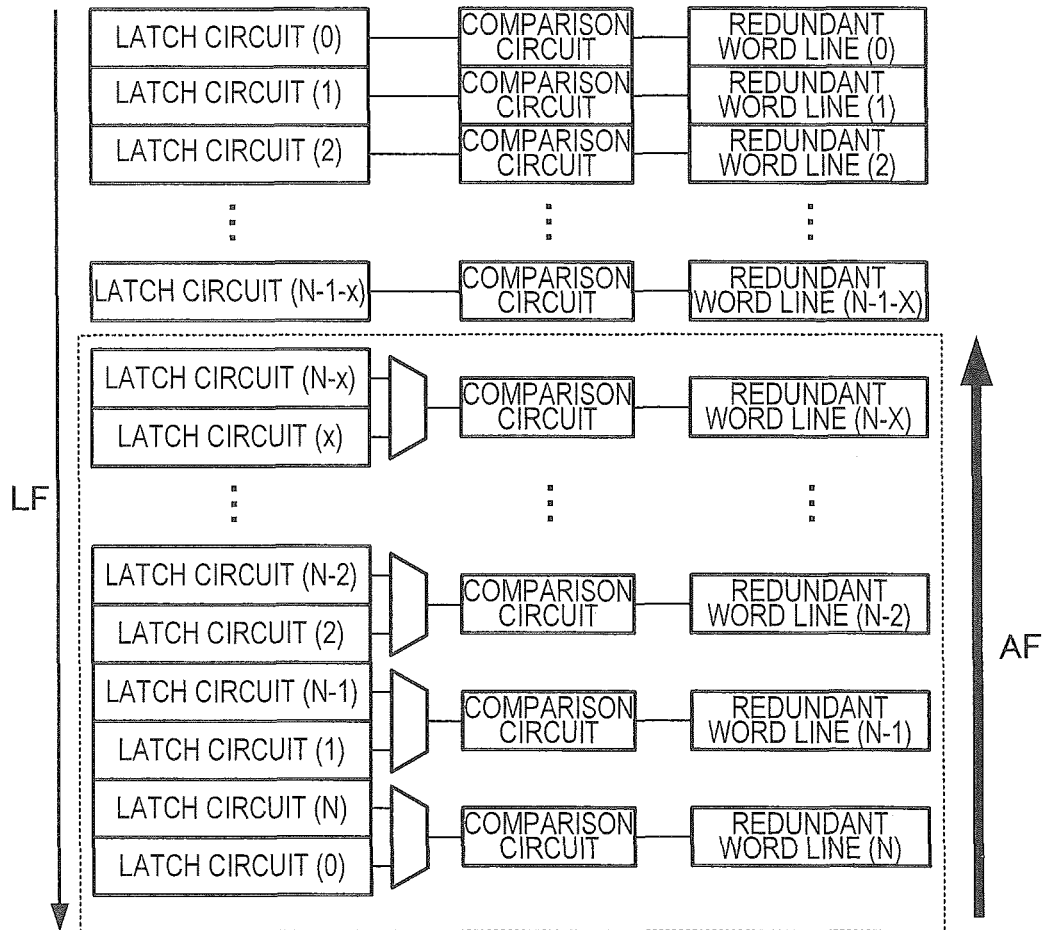 LATCH CIRCUIT (0)
COMPARISON
CIRCUIT
REDUNDANT
WORD LINE (0)
LATCH CIRCUIT (1)
COMPARISON
CIRCUIT
REDUNDANT
WORD LINE (1)
LATCH CIRCUIT (2)
COMPARISON
CIRCUIT
REDUNDANT
WORD LINE (2)
LATCH CIRCUIT (N-1-x)
COMPARISON
CIRCUIT
REDUNDANT
WORD LINE (N-1-X)
LATCH CIRCUIT (N-x)
LATCH CIRCUIT (x)
COMPARISON
CIRCUIT
REDUNDANT
WORD LINE (N-X)
LF
LATCH CIRCUIT (N-2)
LATCH CIRCUIT (2)
COMPARISON
CIRCUIT
REDUNDANT
WORD LINE (N-2)
AF
LATCH CIRCUIT (N-1)
LATCH CIRCUIT (1)
COMPARISON
CIRCUIT
REDUNDANT
WORD LINE (N-1)
LATCH CIRCUIT (N)
LATCH CIRCUIT (0)
COMPARISON
CIRCUIT
REDUNDANT
WORD LINE (N)